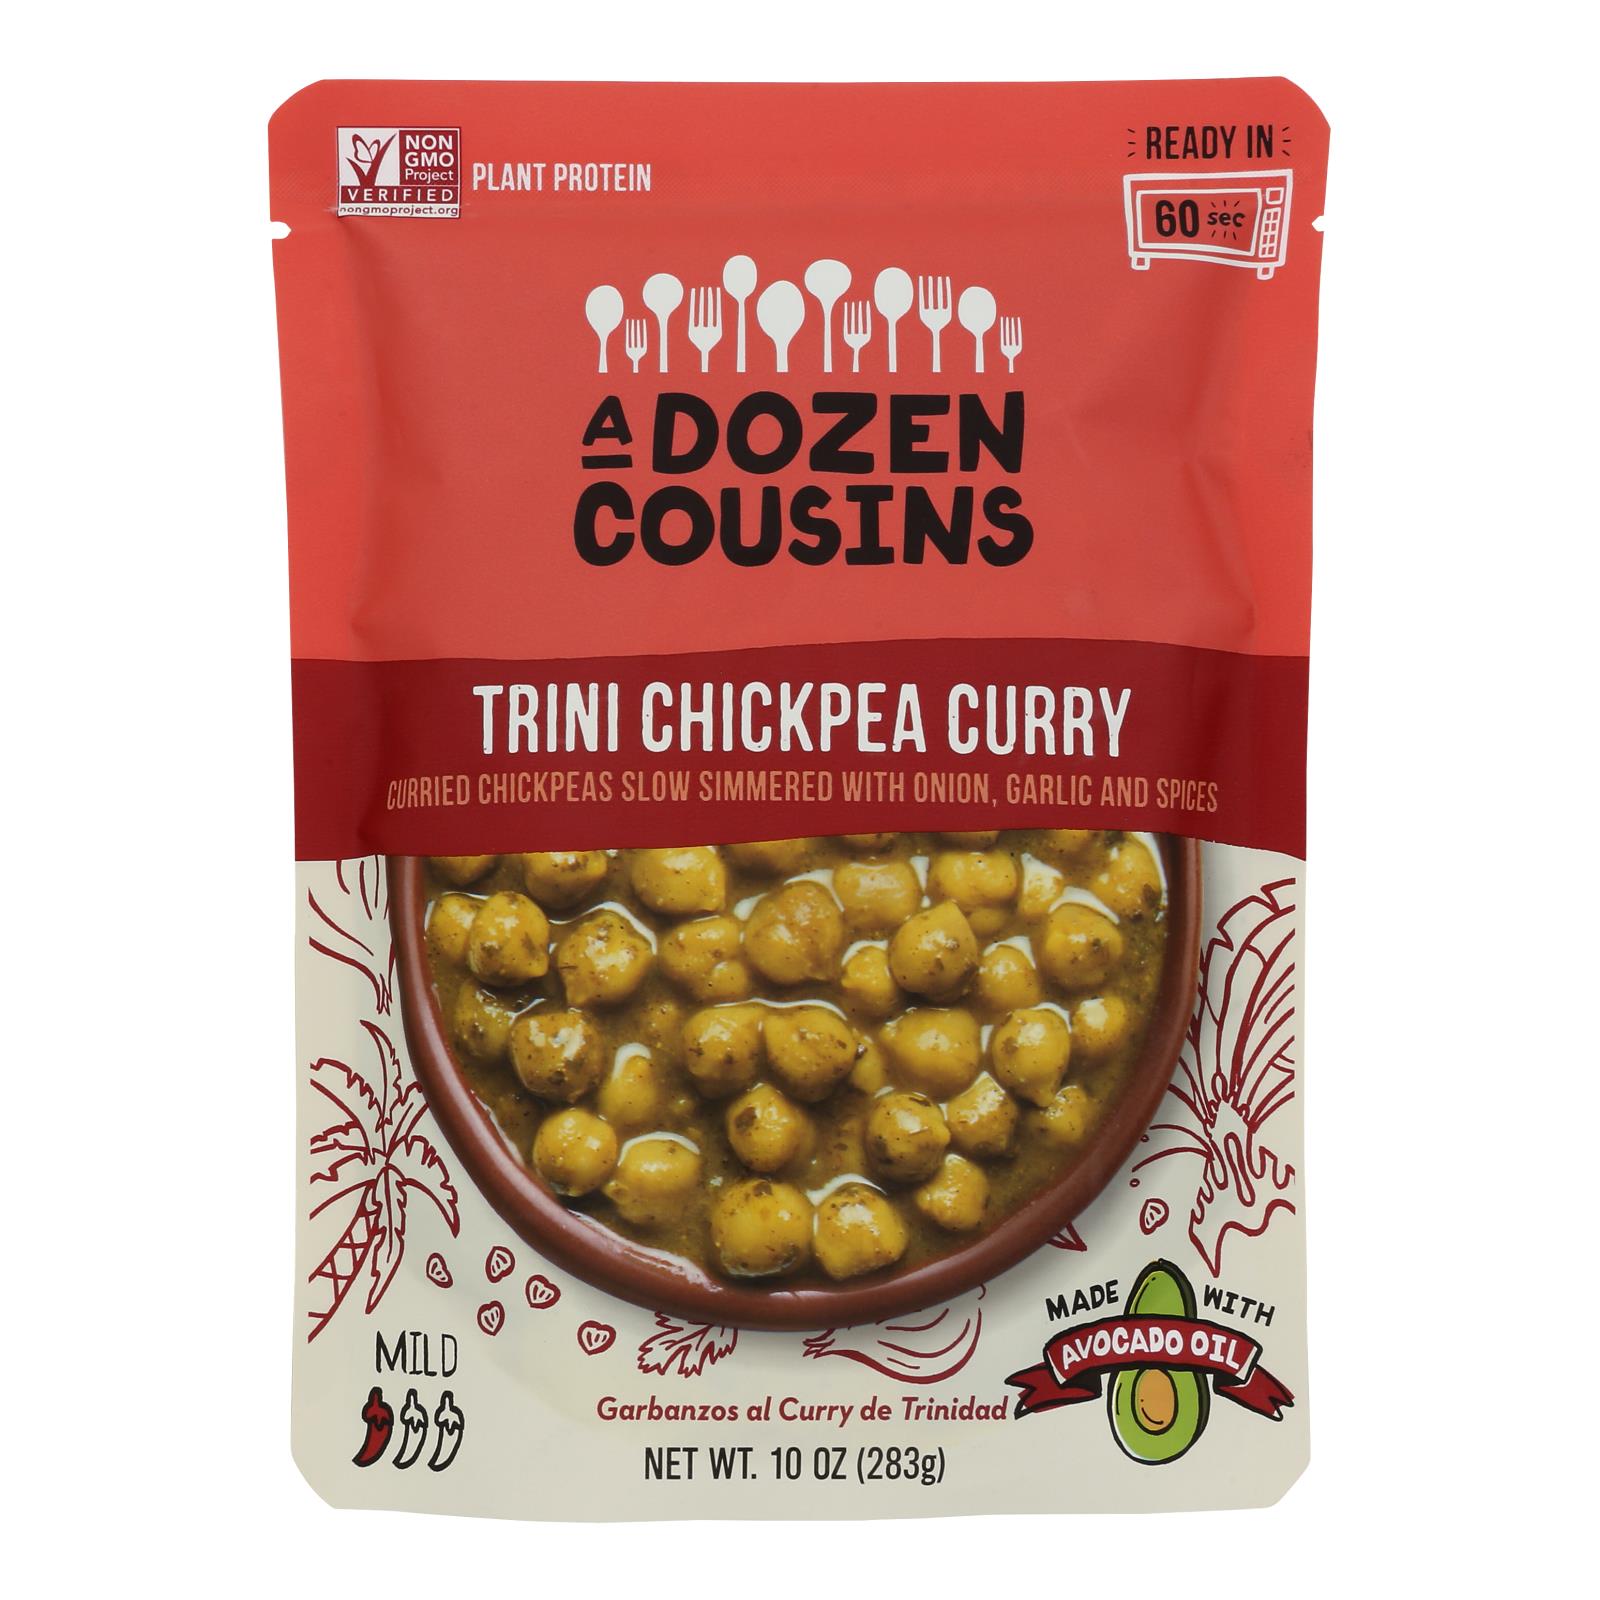 NON
GMO
Project
VERIFIED
nongmoproject.org
PLANT PROTEIN
READY IN
60 sec
A DOZEN
COUSINS
TRINI CHICKPEA CURRY
CURRIED CHICKPEAS SLOW SIMMERED WITH ONION, GARLIC AND SPICES
MADE WITH
AVOCADO OIL
MILD
Garbanzos al Curry de Trinidad
NET WT. 10 OZ (283g)